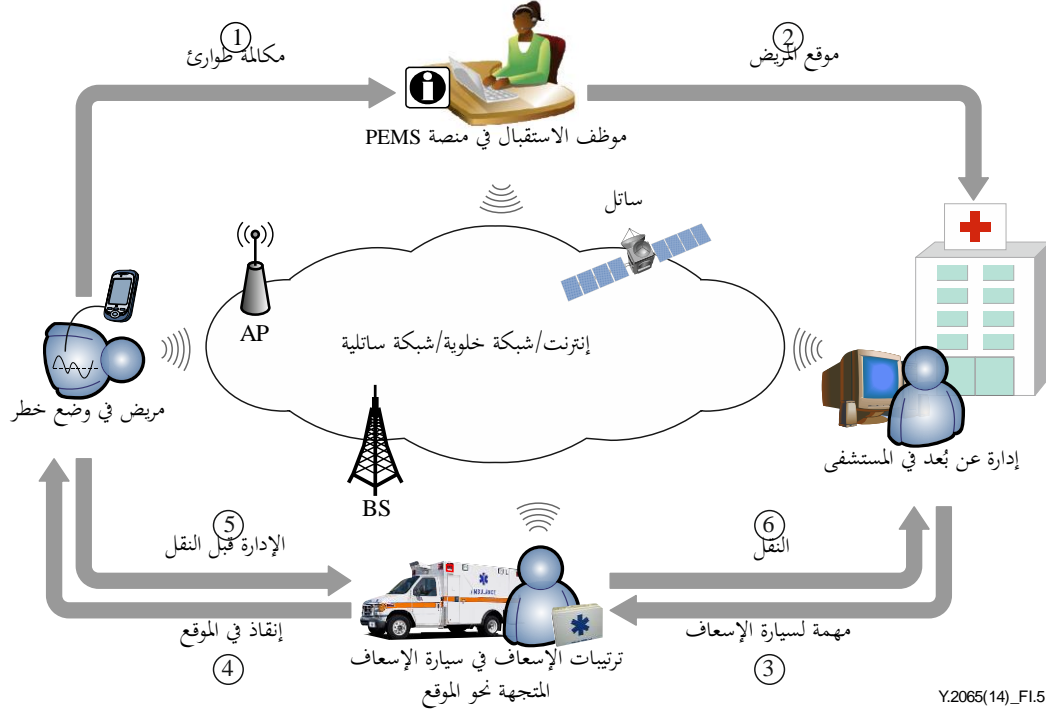 ①
مكالمة طوارئ
②
موقع المريض
موظف الاستقبال في منصة PEMS
ساتل
AP
إنترنت/شبكة خلوية/شبكة ساتلية
مريض في وضع خطر
إدارة عن بُعد في المستشفى
BS
⑤
الإدارة قبل النقل
⑥
النقل
AMBULANCE
إنقاذ في الموقع
④
مهمة لسيارة الإسعاف
③
ترتيبات الإسعاف في سيارة الإسعاف
المتجهة نحو الموقع
Y.2065(14)_FI.5